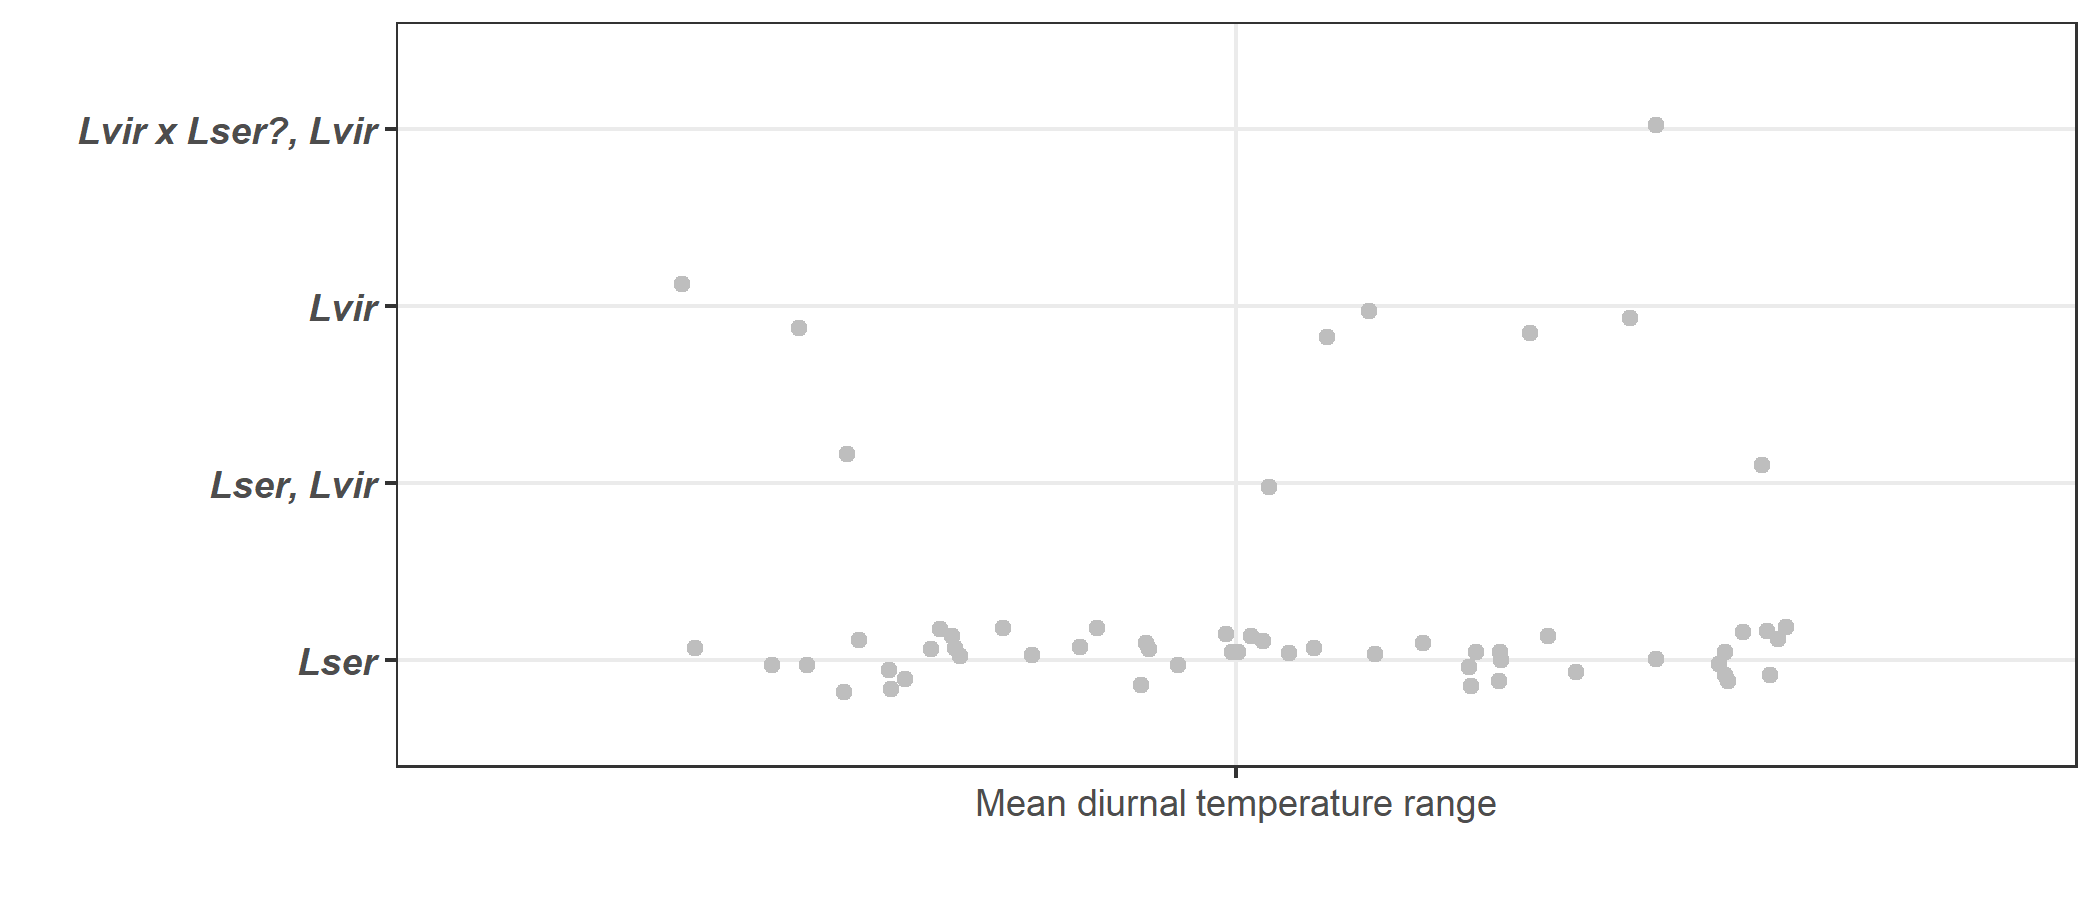 Lvir x Lser?, Lvir
Lvir
Lser, Lvir
Lser
Mean diurnal temperature range